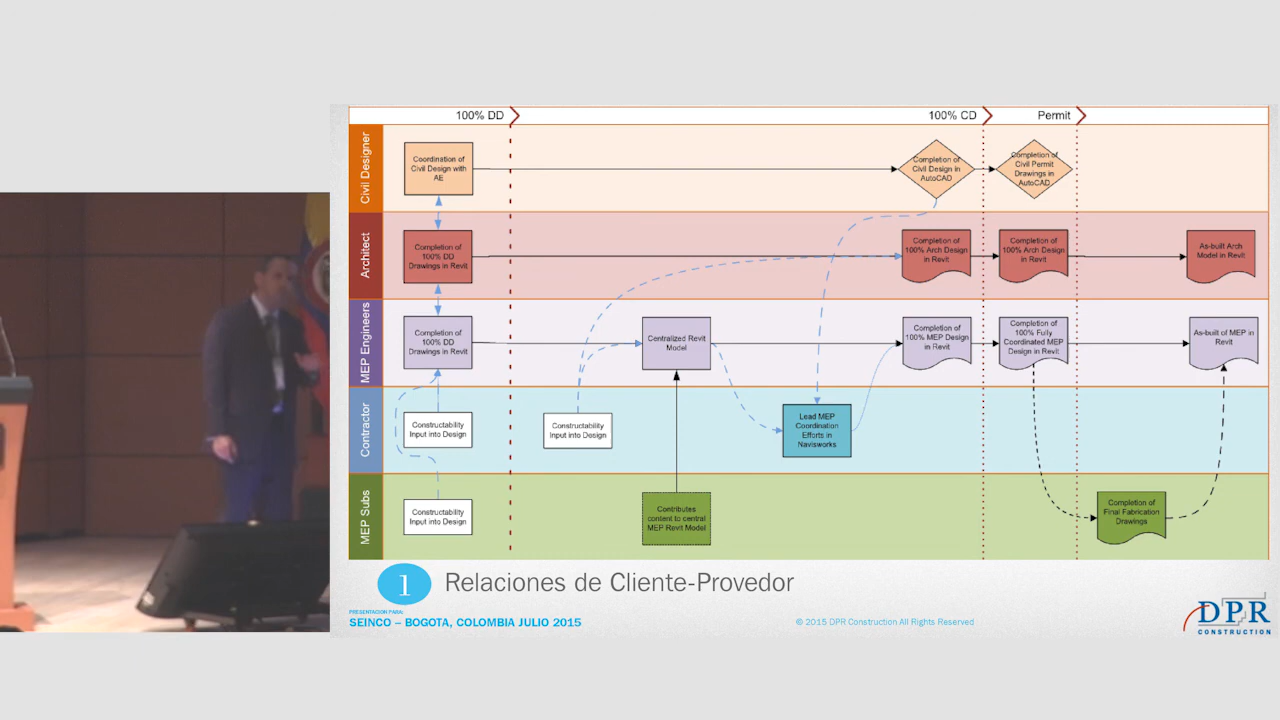 100% DD
100% CD
Permit
Civil Designer
Coordination of
Civil Design with
AE
Completion of
Civil Design in
AutoCAD
Completion of
Civil Permit
Drawings in
AutoCAD
Architect
Completion of
100% DD
Drawings in Revit
Completion of
100% Arch Design
in Revit
Completion of
100% Arch Design
in Revit
As-built Arch
Model in Revit
MEP Engineers
Completion of
100% DD
Drawings in Revit
Centralized Revit
Model
Completion of
100% MEP Design
in Revit
Completion of
100% Fully
Coordinated MEP
Design in Revit
As-built of MEP in
Revit
Contractor
Constructability
Input into Design
Constructability
Input into Design
Lead MEP
Coordination
Efforts in
Navisworks
MEP Subs
Constructability
Input into Design
Contributes
content to central
MEP Revit Model
Completion of
Final Fabrication
Drawings
1
Relaciones de Cliente-Provedor
PRESENTACION PARA:
SEINCO – BOGOTA, COLOMBIA JULIO 2015
© 2015 DPR Construction All Rights Reserved
DPR
CONSTRUCTION